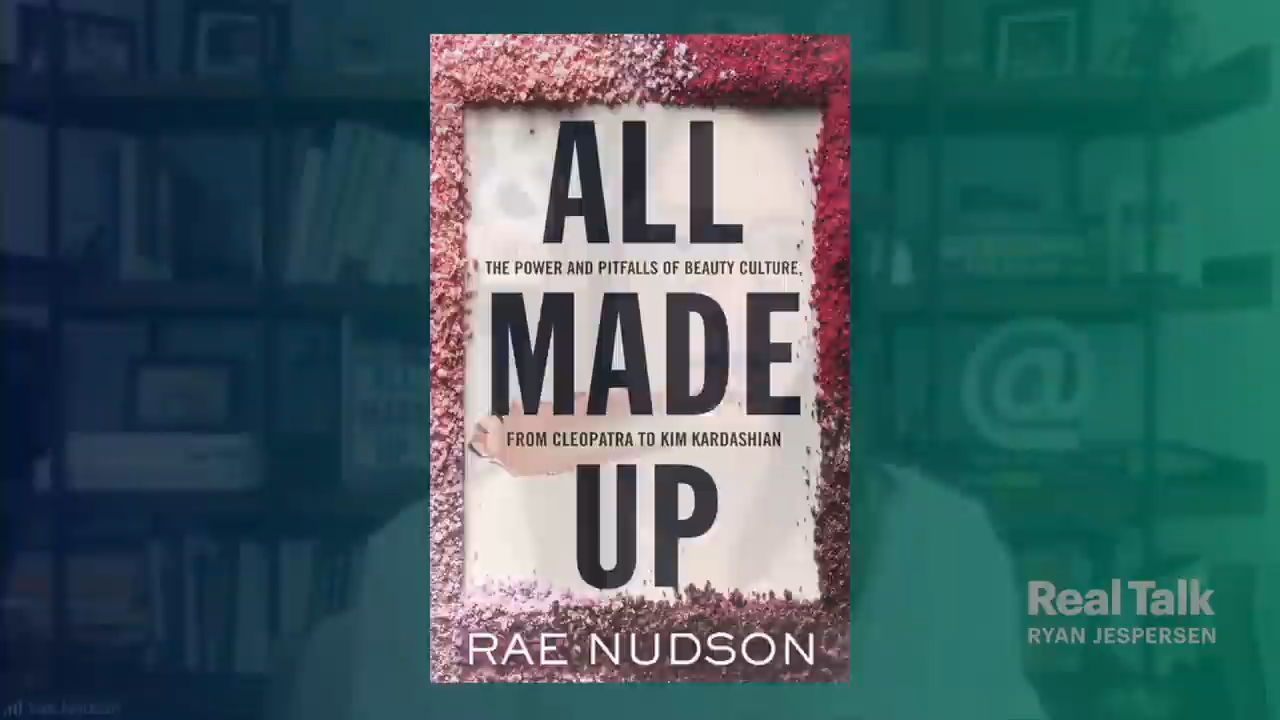 ALL
THE POWER AND PITFALLS OF BEAUTY CULTURE,
MADE
FROM CLEOPATRA TO KIM KARDASHIAN
UP
RAE NUDSON
@
Real Talk
RYAN JESPERSEN